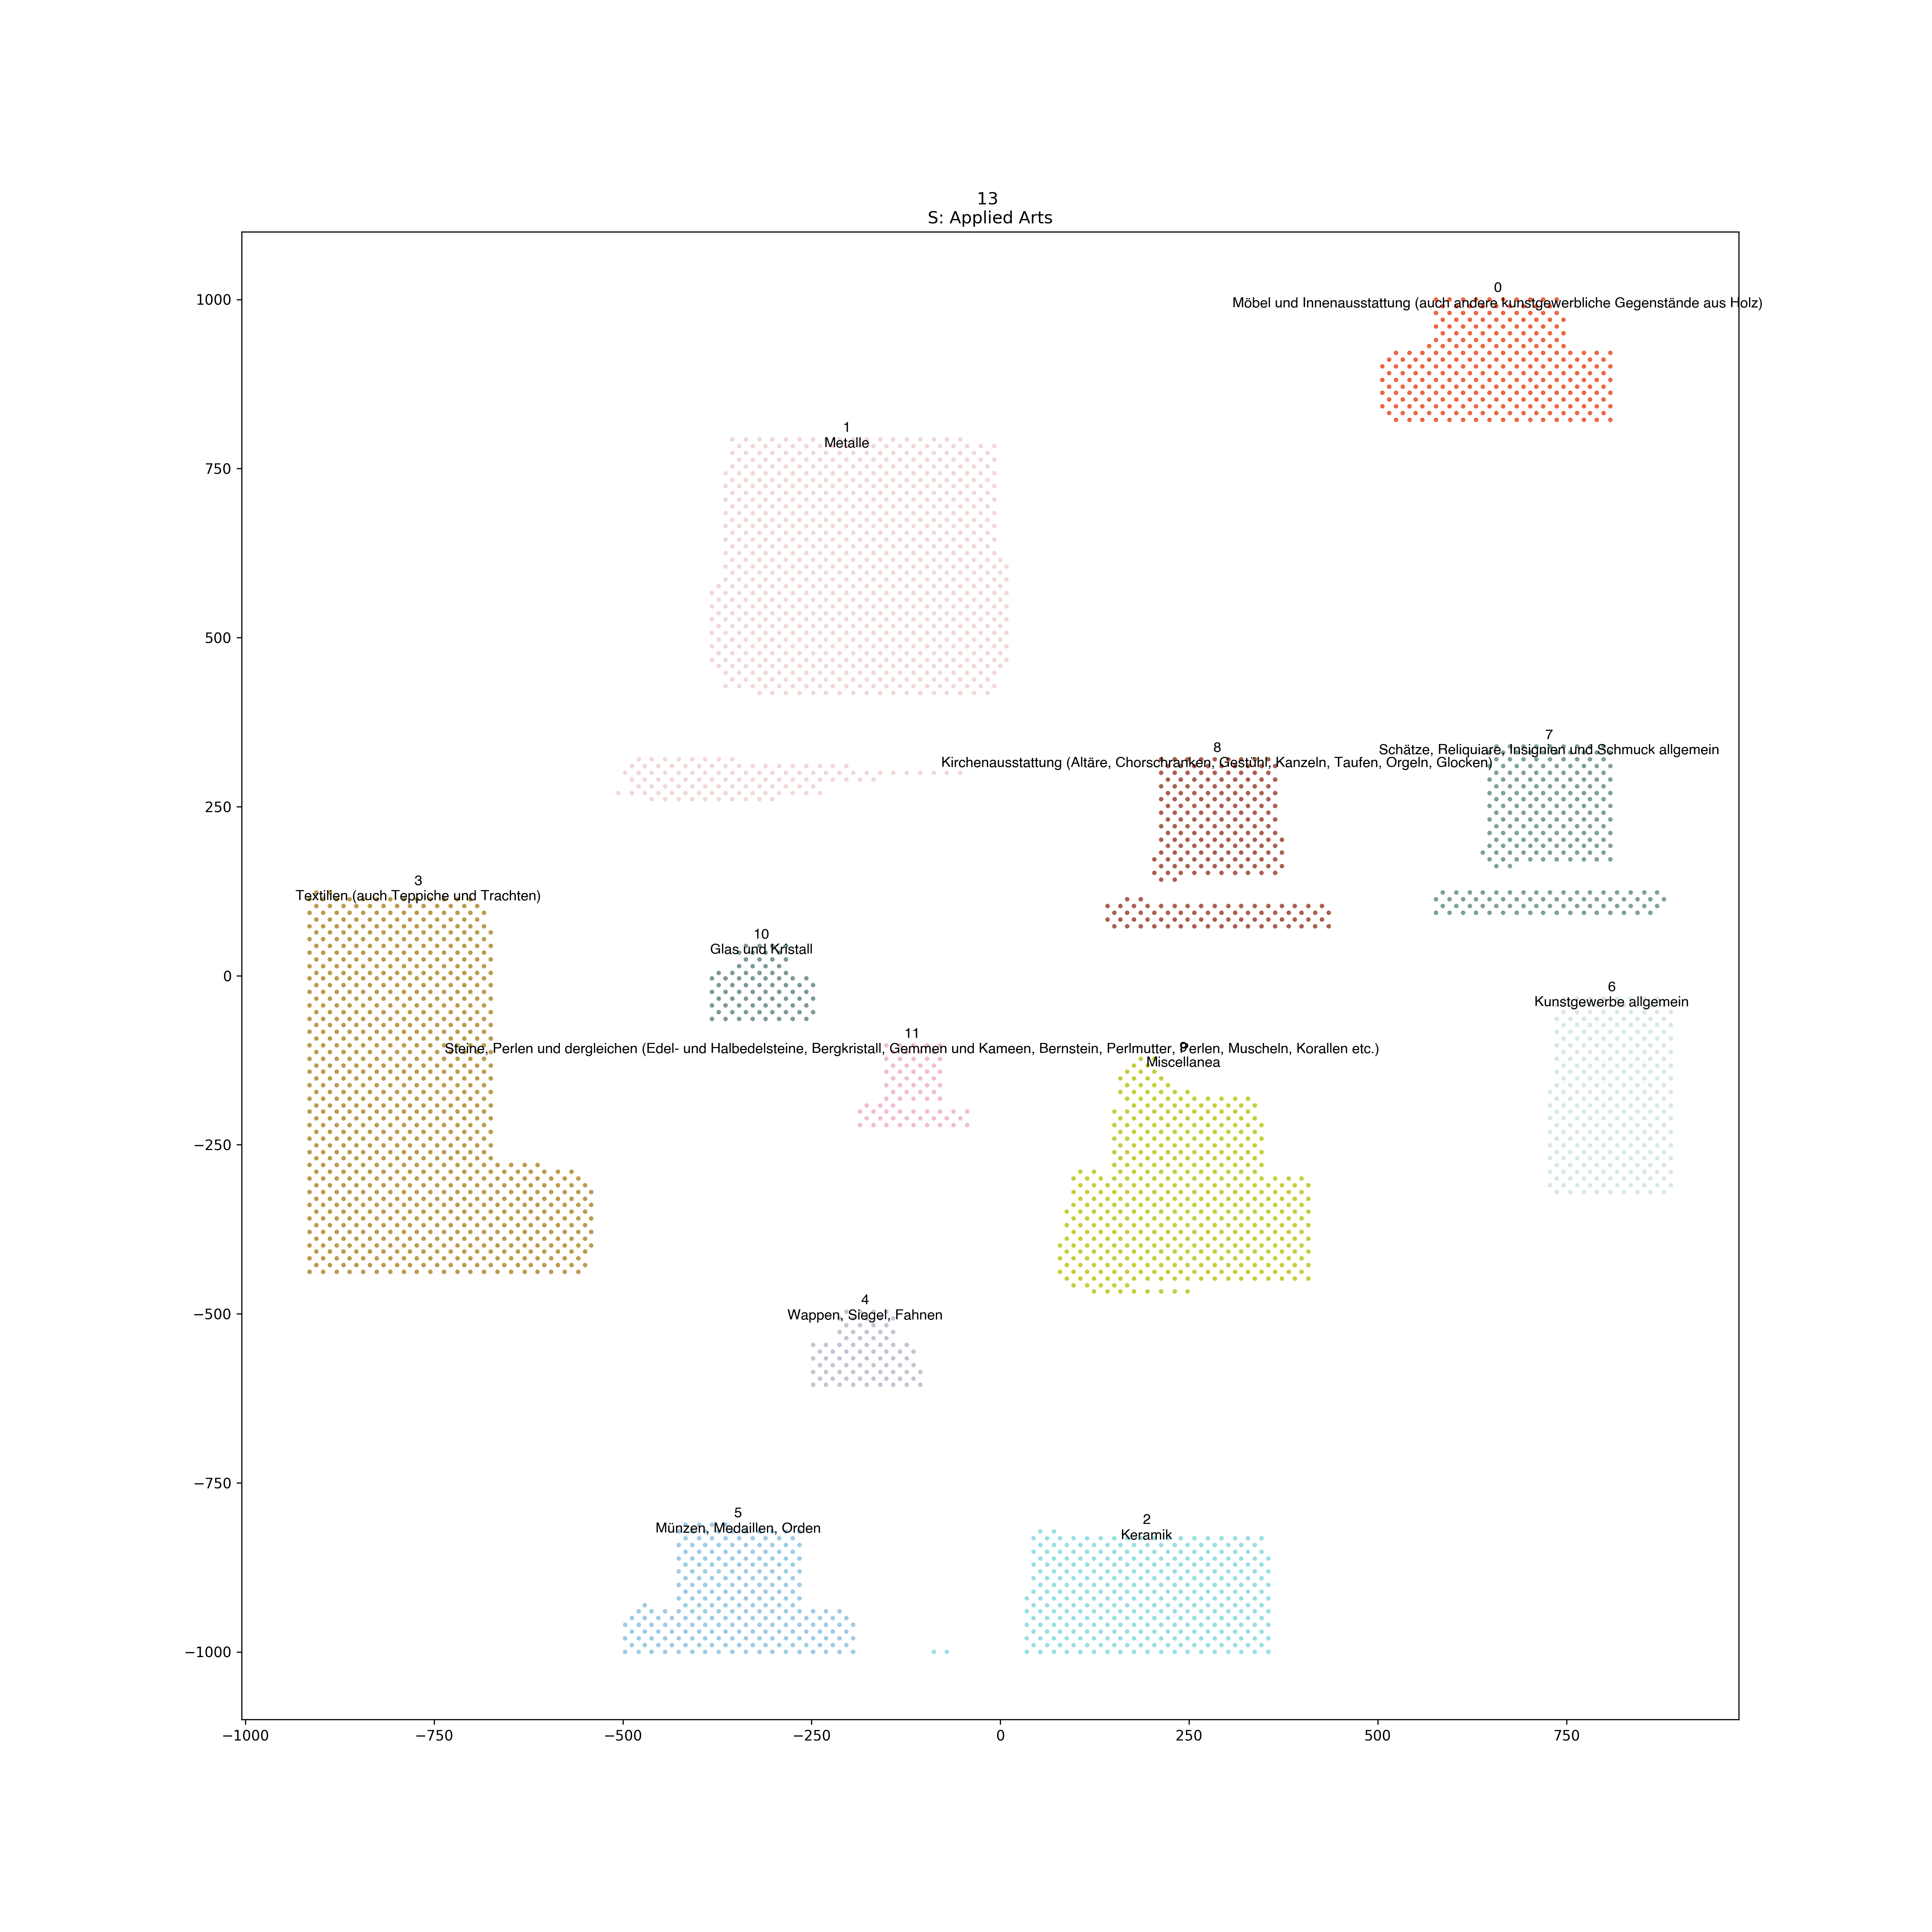 13
S: Applied Arts
0
Möbel und Innenausstattung (auch andere kunstgewerbliche Gegenstände aus Holz)
1
Metalle
7
Schätze, Reliquiare, Insignien und Schmuck allgemein
8
Kirchenausstattung (Altäre, Chorschranken, Gestühl, Kanzeln, Taufen, Orgeln, Glocken)
3
Textilien (auch Teppiche und Trachten)
10
Glas und Kristall
6
Kunstgewerbe allgemein
11
Steine, Perlen und dergleichen (Edel- und Halbedelsteine, Bergkristall, Gemmen und Kameen, Bernstein, Perlmutter, Perlen, Muscheln, Korallen etc.)
9
Miscellanea
4
Wappen, Siegel, Fahnen
5
Münzen, Medaillen, Orden
2
Keramik
1000
750
500
250
0
−250
−500
−750
−1000
−1000 −750 −500 −250 0 250 500 750